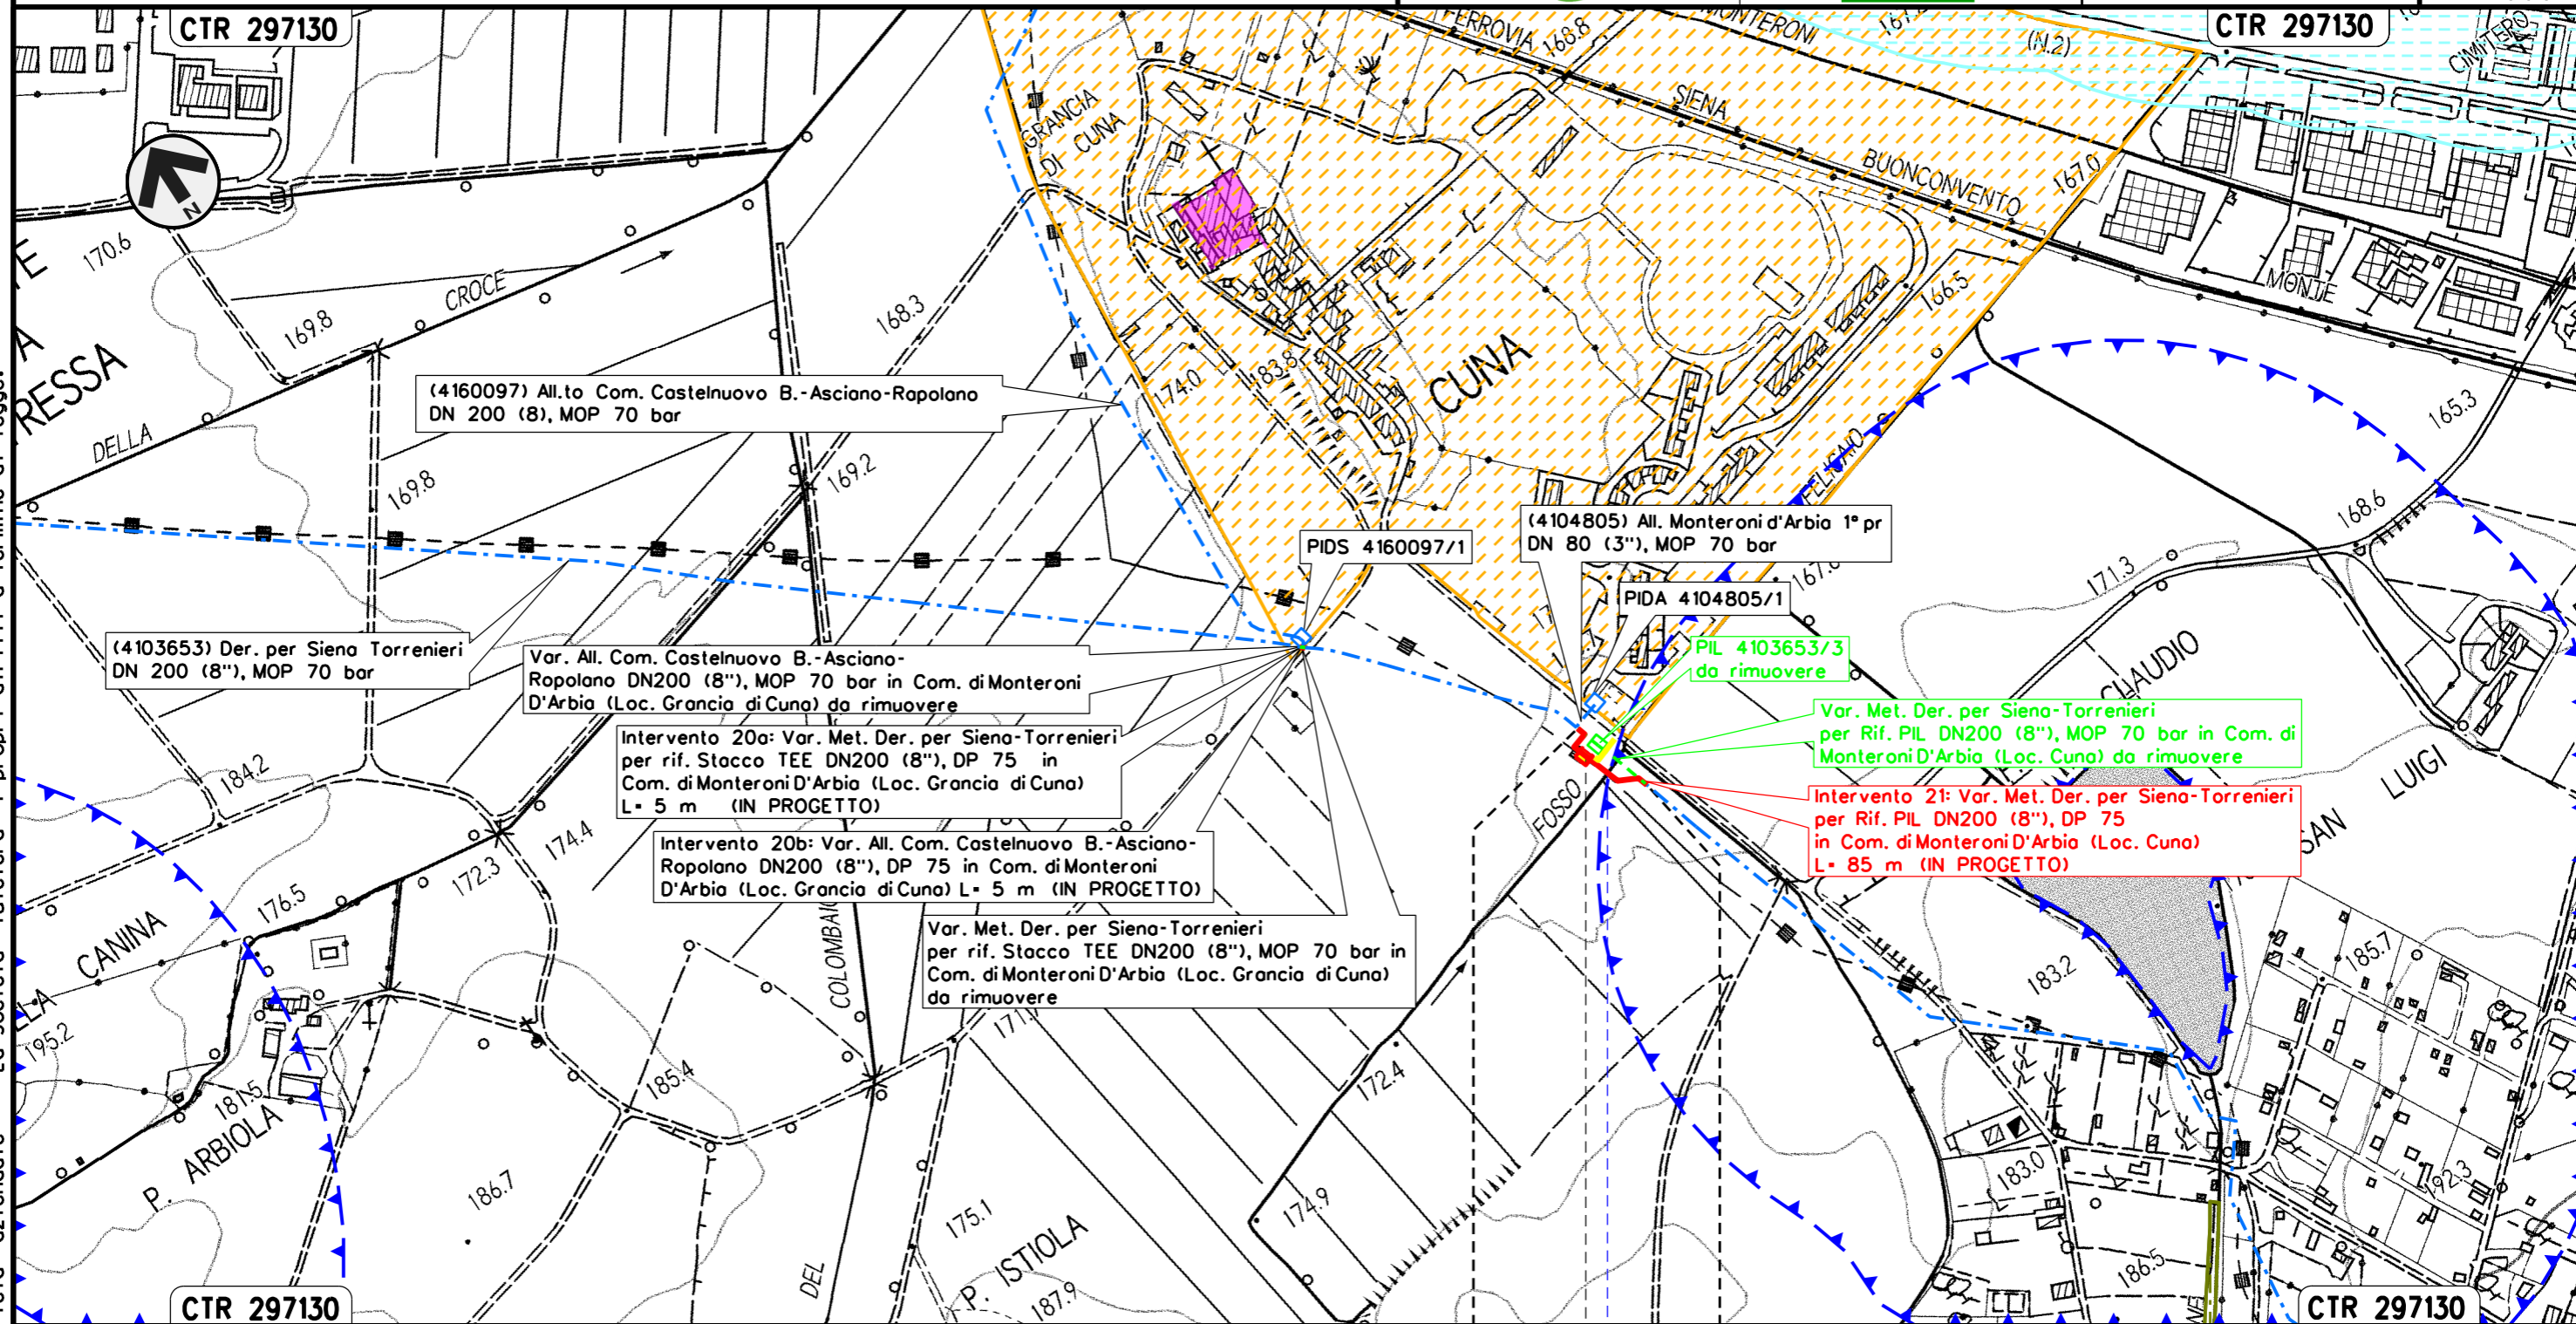 CTR 297130
CTR 297130
FERROVIA
168.8
MONTERONI
(N.2)
CIMITERO
GRANCIA
DI CUNA
SIENA
BUONCONVENTO
167.0
MONTE
166.5
170.6
CROCE
169.8
168.3
DELLA
RESSA
174.0
183.8
CUNA
165.3
(4160097) All.to Com. Castelnuovo B.-Asciano-Rapolano
DN 200 (8), MOP 70 bar
169.8
169.2
FELISAIO
168.6
PIDS 4160097/1
(4104805) All. Monteroni d'Arbia 1° pr
DN 80 (3"), MOP 70 bar
171.3
PIDA 4104805/1
(4103653) Der. per Siena Torrenieri
DN 200 (8"), MOP 70 bar
PIL 4103653/3
da rimuovere
CLAUDIO
Var. All. Com. Castelnuovo B.-Asciano-
Ropolano DN200 (8"), MOP 70 bar in Com. di Monteroni
D'Arbia (Loc. Grancia di Cuna) da rimuovere
Var. Met. Der. per Siena-Torrenieri
per Rif. PIL DN200 (8"), MOP 70 bar in Com. di
Monteroni D'Arbia (Loc. Cuna) da rimuovere
Intervento 20a: Var. Met. Der. per Siena-Torrenieri
per rif. Stacco TEE DN200 (8"), DP 75 in
Com. di Monteroni D'Arbia (Loc. Grancia di Cuna)
L= 5 m (IN PROGETTO)
LUIGI
184.2
FOSSO
Intervento 21: Var. Met. Der. per Siena-Torrenieri
per Rif. PIL DN200 (8"), DP 75
in Com. di Monteroni D'Arbia (Loc. Cuna)
L= 85 m (IN PROGETTO)
SAN
174.4
172.3
Intervento 20b: Var. All. Com. Castelnuovo B.-Asciano-
Ropolano DN200 (8"), DP 75 in Com. di Monteroni
D'Arbia (Loc. Grancia di Cuna) L= 5 m (IN PROGETTO)
176.5
CANINA
COLOMBAIO
Var. Met. Der. per Siena-Torrenieri
per rif. Stacco TEE DN200 (8"), MOP 70 bar in
Com. di Monteroni D'Arbia (Loc. Grancia di Cuna)
da rimuovere
185.7
183.2
195.2
181.5
185.4
172.4
P. ARBIOLA
186.7
183.0
192.3
174.9
175.1
P. ISTIOLA
187.9
DEL
186.5
CTR 297130
CTR 297130